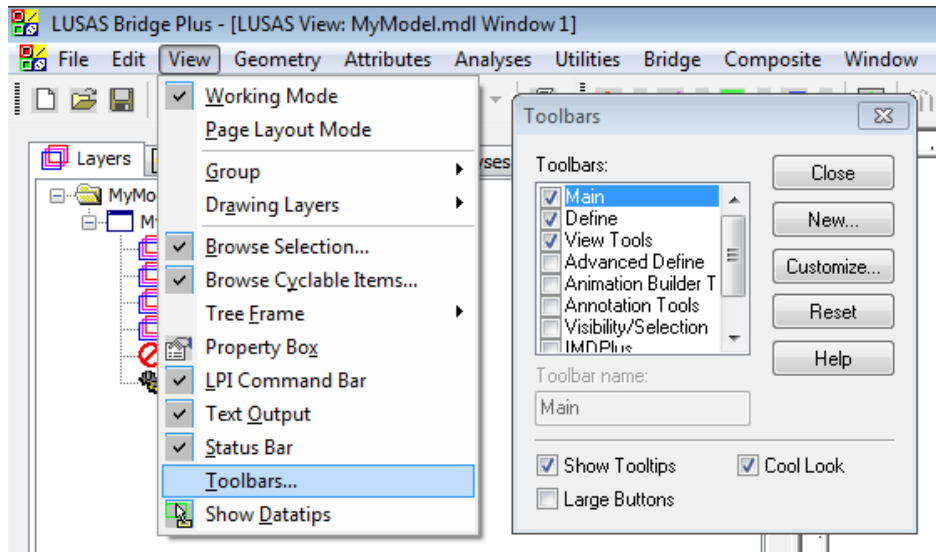 LUSAS Bridge Plus - [LUSAS View: MyModel.mdl Window 1]
File Edit View Geometry Attributes Analyses Utilities Bridge Composite Window
Working Mode
Page Layout Mode
Group
Drawing Layers
Browse Selection...
Browse Cyclable Items...
Tree Frame
Property Box
LPI Command Bar
Text Output
Status Bar
Toolbars...
Show Datatips
Layers
MyMo
Toolbars
Toolbars:
Main
Define
View Tools
Advanced Define
Animation Builder T
Annotation Tools
Visibility/Selection
IMDPlus
Close
New...
Customize...
Reset
Help
Toolbar name:
Main
Show Tooltips
Cool Look
Large Buttons